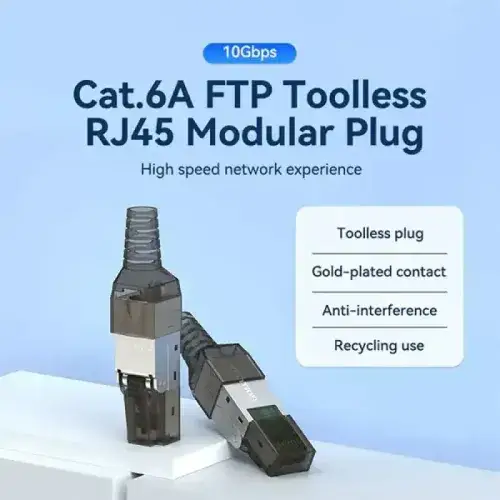 10Gbps
Cat.6A FTP Toolless
RJ45 Modular Plug
High speed network experience
Toolless plug
Gold-plated contact
Anti-interference
Recycling use